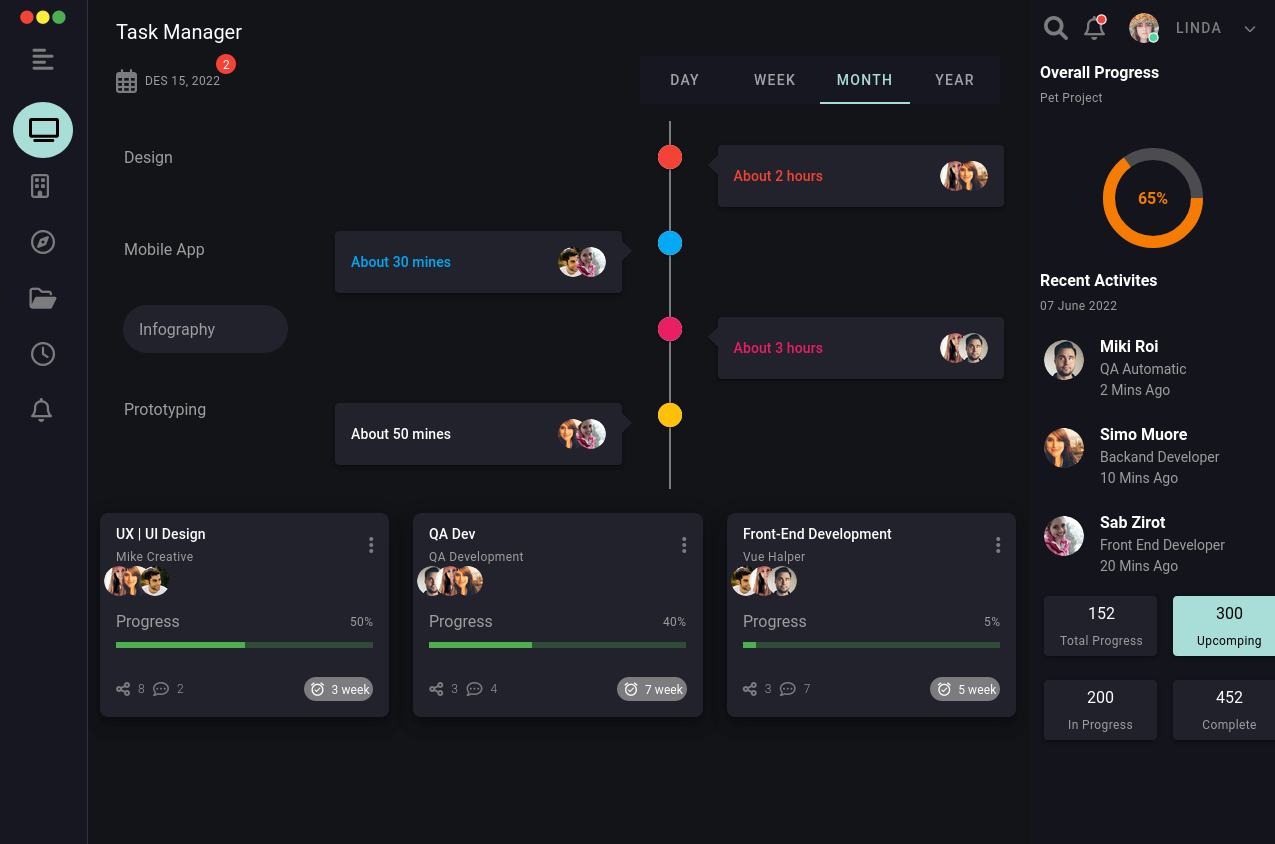 Task Manager
LINDA
DES 15, 2022
2
DAY
WEEK
MONTH
YEAR
Design
About 2 hours
Mobile App
About 30 mines
Infography
About 3 hours
Prototyping
About 50 mines
UX | UI Design
Mike Creative
Progress
50%
8
2
3 week
QA Dev
QA Development
Progress
40%
3
4
7 week
Front-End Development
Vue Halper
Progress
5%
3
7
5 week
Overall Progress
Pet Project
65%
Recent Activites
07 June 2022
Miki Roi
QA Automatic
2 Mins Ago
Simo Muore
Backand Developer
10 Mins Ago
Sab Zirot
Front End Developer
20 Mins Ago
152
Total Progress
300
Upcomping
200
In Progress
452
Complete